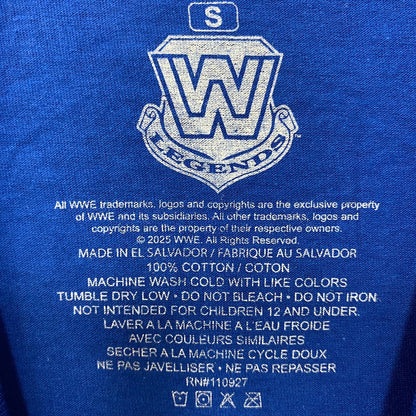 S
W
LEGENDS™
All WWE trademarks, logos and copyrights are the exclusive property
of WWE and its subsidiaries. All other trademarks, logos and
copyrights are the property of their respective owners.
© 2025 WWE. All Rights Reserved.
MADE IN EL SALVADOR / FABRIQUE AU SALVADOR
100% COTTON / COTON
MACHINE WASH COLD WITH LIKE COLORS
TUMBLE DRY LOW • DO NOT BLEACH • DO NOT IRON
NOT INTENDED FOR CHILDREN 12 AND UNDER.
LAVER A LA MACHINE A L'EAU FROIDE
AVEC COULEURS SIMILAIRES
SECHER A LA MACHINE CYCLE DOUX
NE PAS JAVELLISER • NE PAS REPASSER
RN#110927